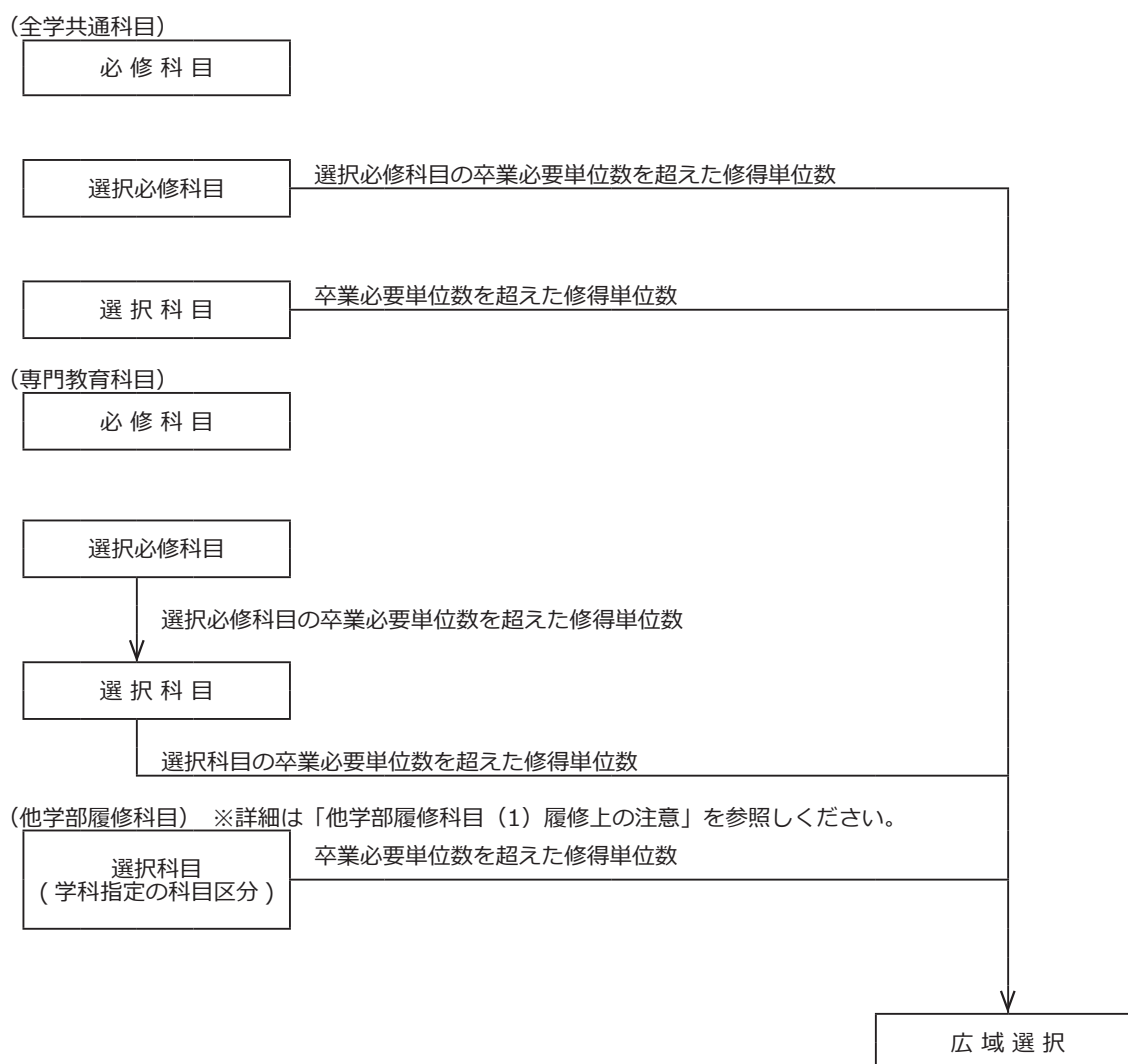 (全学共通科目)
必 修 科 目
選択必修科目
選択必修科目の卒業必要単位数を超えた修得単位数
選 択 科 目
卒業必要単位数を超えた修得単位数
(専門教育科目)
必 修 科 目
選択必修科目
選択必修科目の卒業必要単位数を超えた修得単位数
選 択 科 目
選択科目の卒業必要単位数を超えた修得単位数
(他学部履修科目) ※詳細は「他学部履修科目(1)履修上の注意」を参照しください。
選択科目
( 学科指定の科目区分 )
卒業必要単位数を超えた修得単位数
広 域 選 択